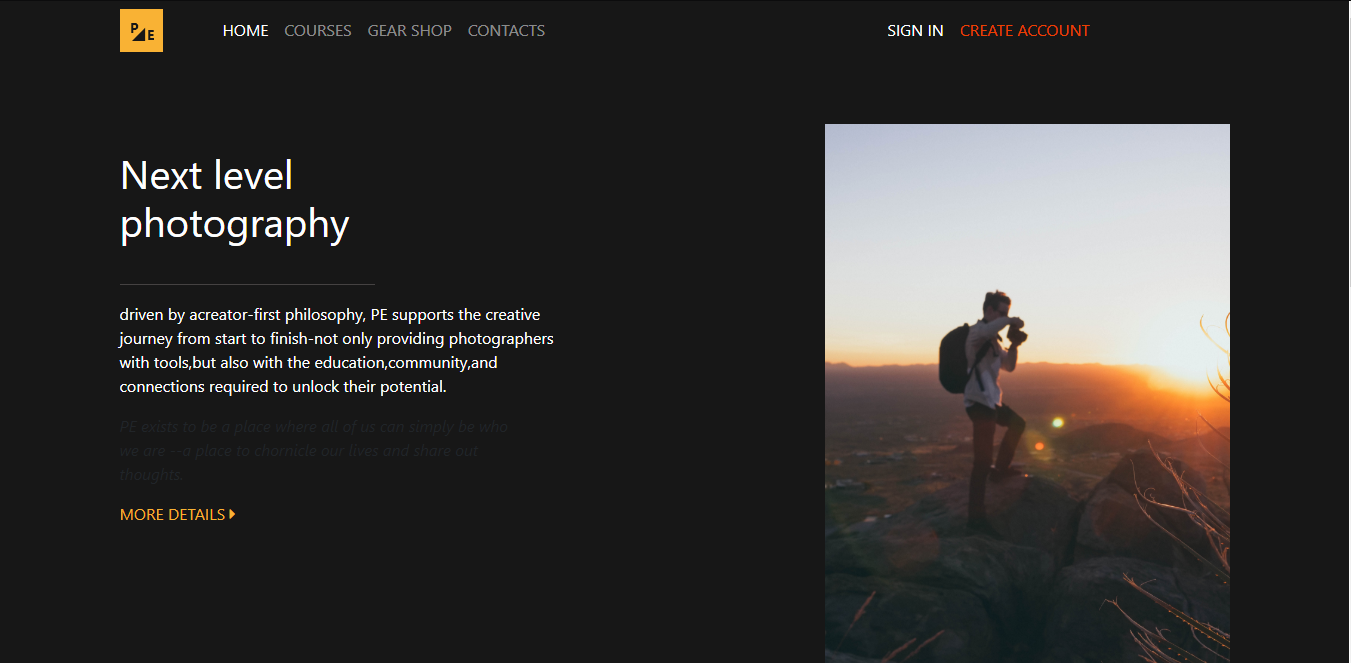 P E
HOME COURSES GEAR SHOP CONTACTS SIGN IN CREATE ACCOUNT
Next level
photography
driven by acreator-first philosophy, PE supports the creative
journey from start to finish-not only providing photographers
with tools,but also with the education,community,and
connections required to unlock their potential.
PE exists to be a place where all of us can simply be who
we are --a place to chornicle our lives and share out
thoughts.
MORE DETAILS